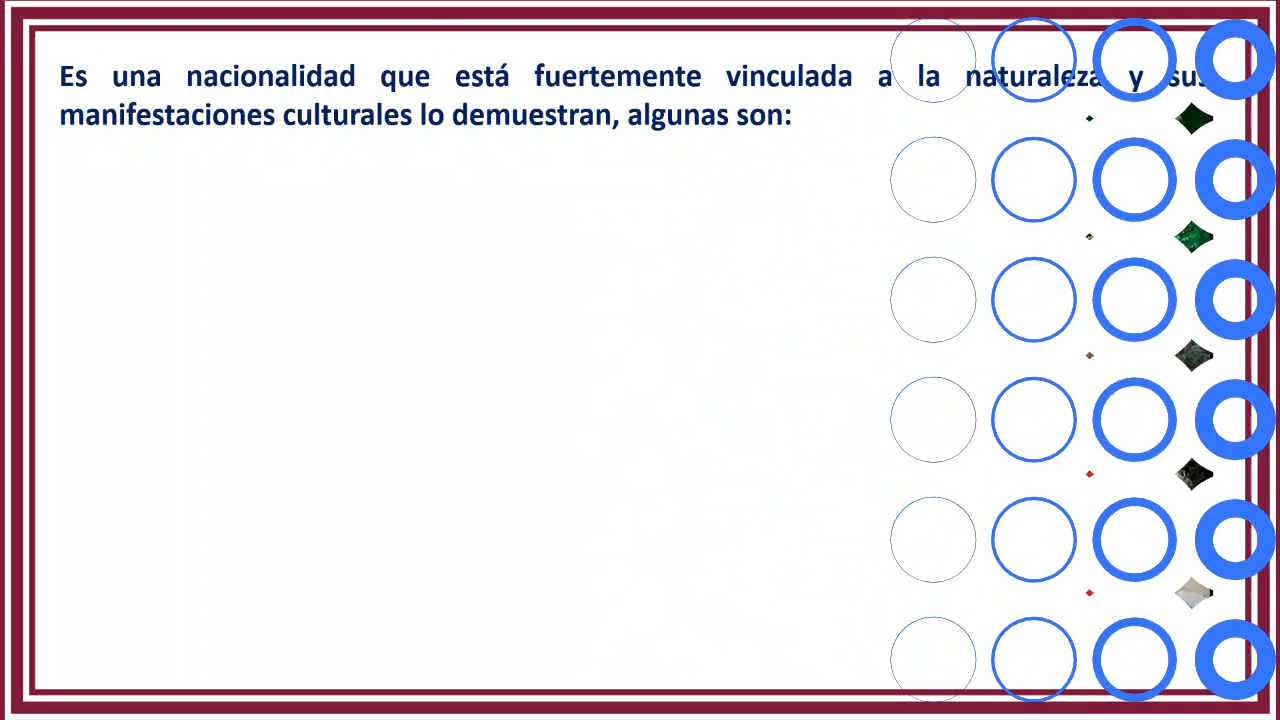 Es una nacionalidad que está fuertemente vinculada a la naturaleza y sus
manifestaciones culturales lo demuestran, algunas son: